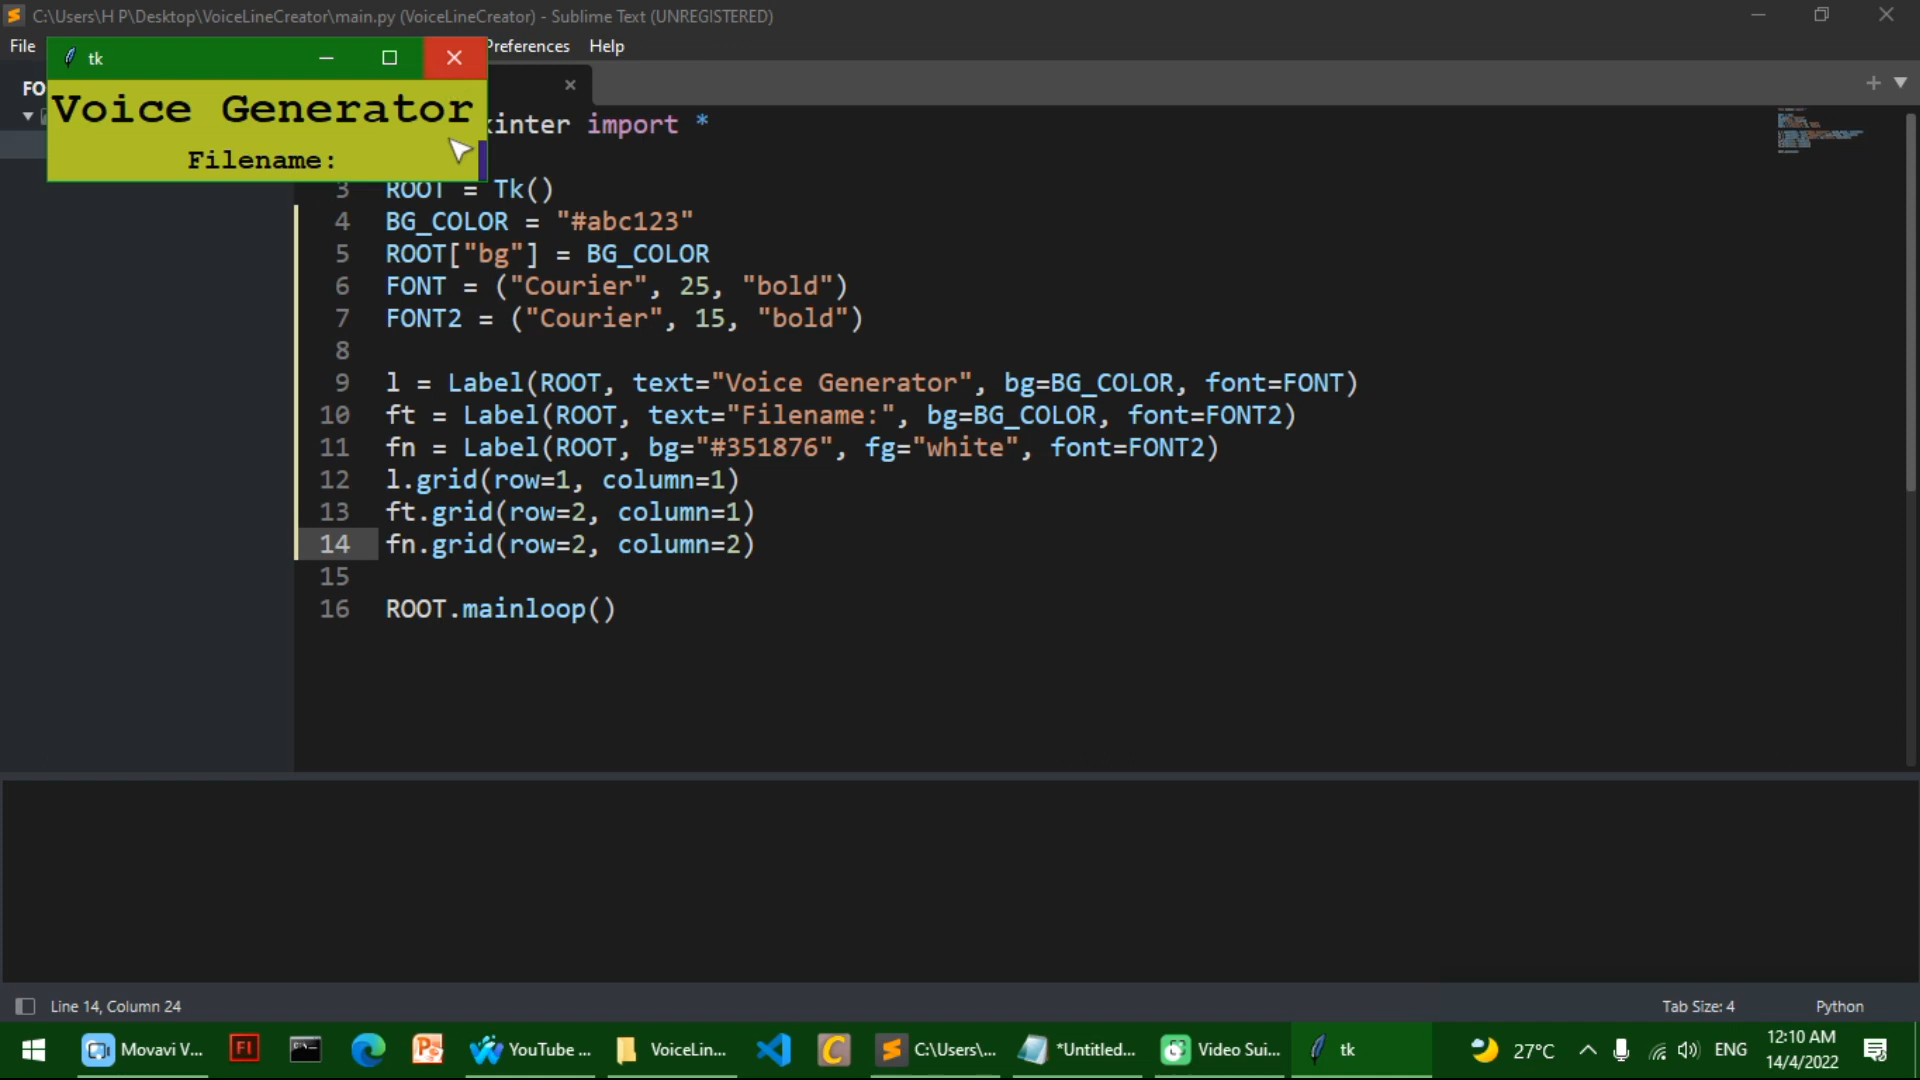 C:\Users\H P\Desktop\VoiceLineCreator\main.py (VoiceLineCreator) - Sublime Text (UNREGISTERED)
File
Preferences
Help
tk
FO
Voice Generator
Filename:
kinter import *
3 ROOT = Tk()
4 BG_COLOR = "#abc123"
5 ROOT["bg"] = BG_COLOR
6 FONT = ("Courier", 25, "bold")
7 FONT2 = ("Courier", 15, "bold")
8
9 l = Label(ROOT, text="Voice Generator", bg=BG_COLOR, font=FONT)
10 ft = Label(ROOT, text="Filename:", bg=BG_COLOR, font=FONT2)
11 fn = Label(ROOT, bg="#351876", fg="white", font=FONT2)
12 l.grid(row=1, column=1)
13 ft.grid(row=2, column=1)
14 fn.grid(row=2, column=2)
15
16 ROOT.mainloop()
Line 14, Column 24
Tab Size: 4
Python
Movavi V...
YouTube ...
VoiceLin...
C:\Users\...
*Untitled...
Video Sui...
tk
27°C
ENG
12:10 AM
14/4/2022